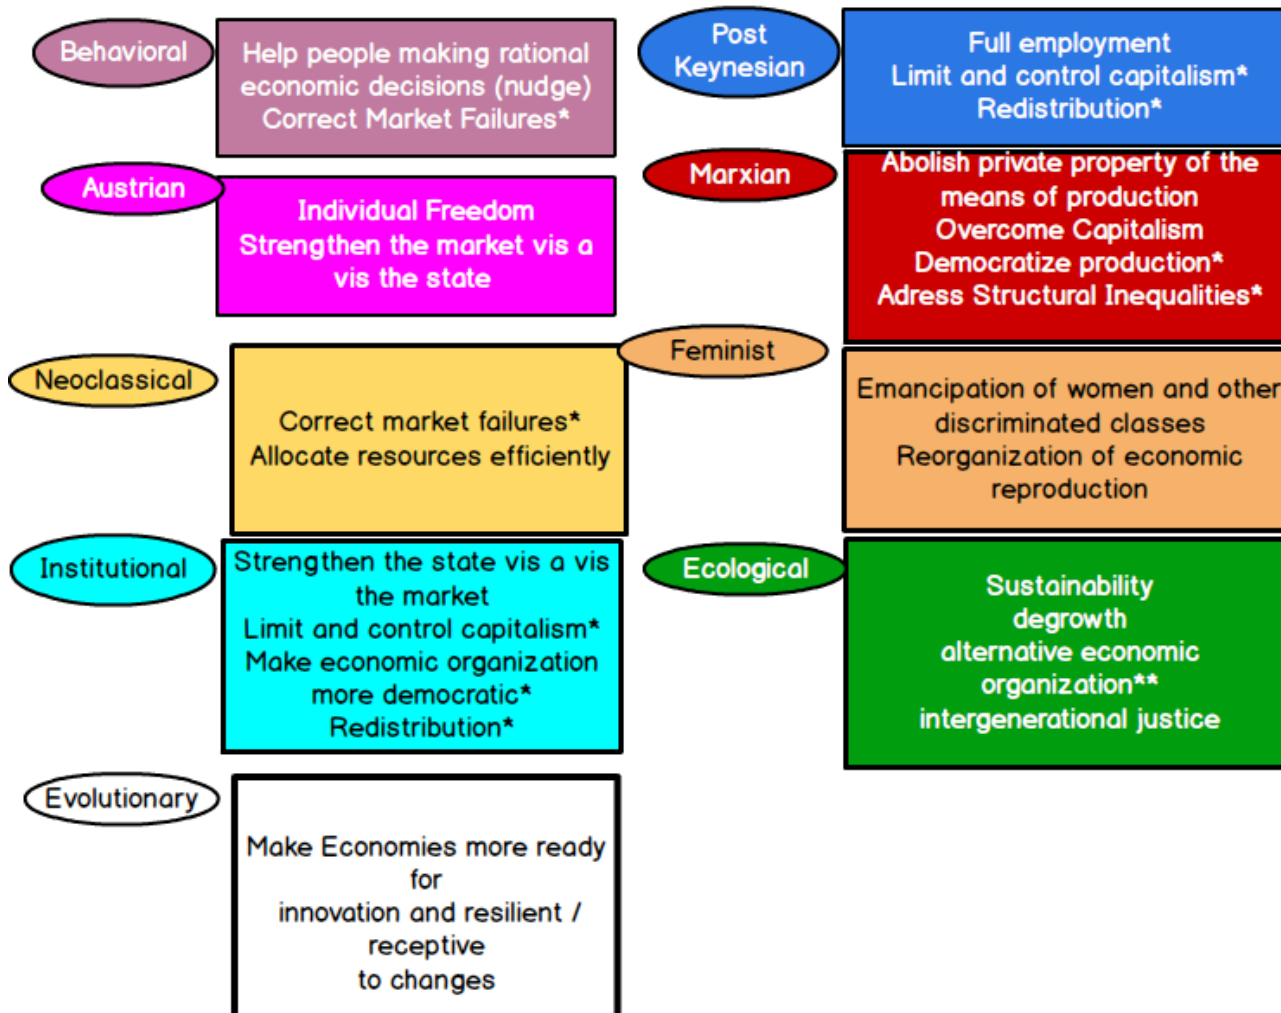 Behavioral
Help people making rational
economic decisions (nudge)
Correct Market Failures*
Post
Keynesian
Full employment
Limit and control capitalism*
Redistribution*
Austrian
Individual Freedom
Strengthen the market vis a
vis the state
Marxian
Abolish private property of the
means of production
Overcome Capitalism
Democratize production*
Adress Structural Inequalities*
Neoclassical
Correct market failures*
Allocate resources efficiently
Feminist
Emancipation of women and other
discriminated classes
Reorganization of economic
reproduction
Institutional
Strengthen the state vis a vis
the market
Limit and control capitalism*
Make economic organization
more democratic*
Redistribution*
Ecological
Sustainability
degrowth
alternative economic
organization**
intergenerational justice
Evolutionary
Make Economies more ready
for
innovation and resilient /
receptive
to changes